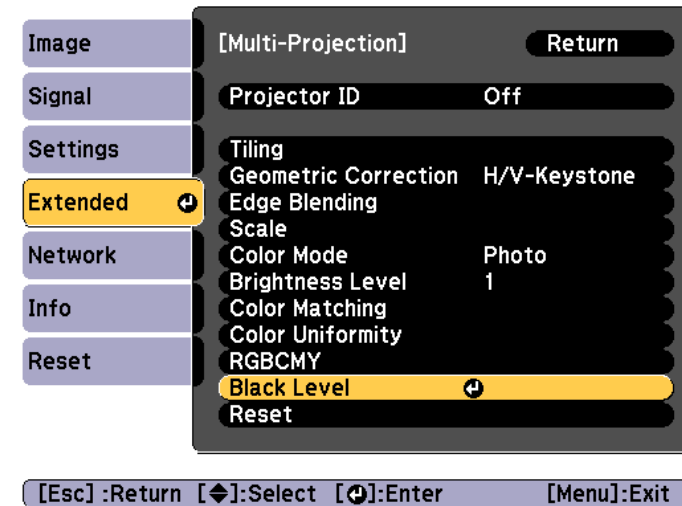 Image
Signal
Settings
Extended
Network
Info
Reset
[Multi-Projection] Return
Projector ID Off
Tiling
Geometric Correction H/V-Keystone
Edge Blending
Scale
Color Mode Photo
Brightness Level 1
Color Matching
Color Uniformity
RGBCMY
Black Level
Reset
[Esc] :Return [◆]:Select [⏎]:Enter [Menu]:Exit